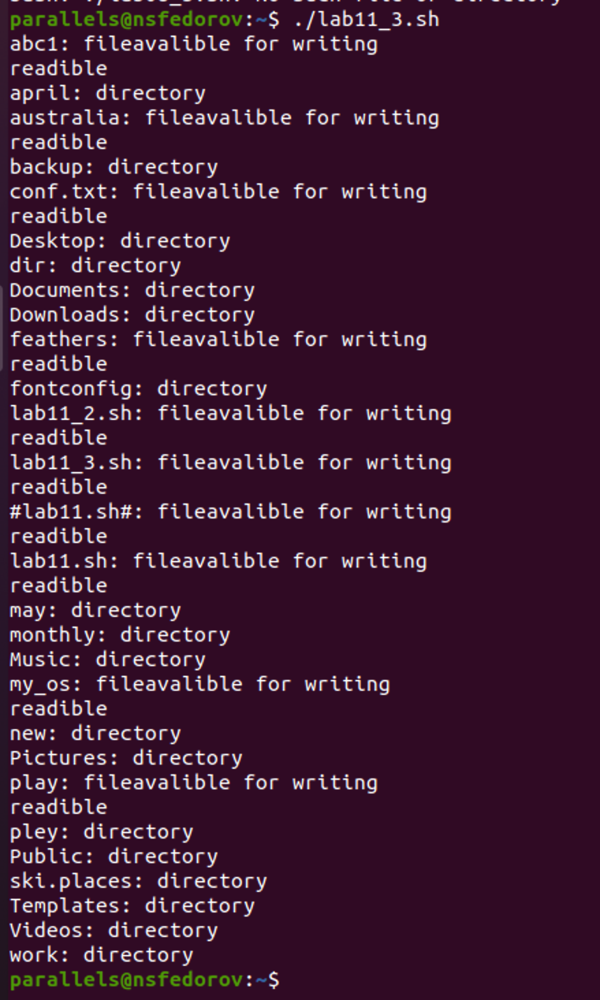 parallels@nsfedorov:~$ ./lab11_3.sh
abc1: fileavalible for writing
readible
april: directory
australia: fileavalible for writing
readible
backup: directory
conf.txt: fileavalible for writing
readible
Desktop: directory
dir: directory
Documents: directory
Downloads: directory
feathers: fileavalible for writing
readible
fontconfig: directory
lab11_2.sh: fileavalible for writing
readible
lab11_3.sh: fileavalible for writing
readible
#lab11.sh#: fileavalible for writing
readible
lab11.sh: fileavalible for writing
readible
may: directory
monthly: directory
Music: directory
my_os: fileavalible for writing
readible
new: directory
Pictures: directory
play: fileavalible for writing
readible
pley: directory
Public: directory
ski.places: directory
Templates: directory
Videos: directory
work: directory
parallels@nsfedorov:~$